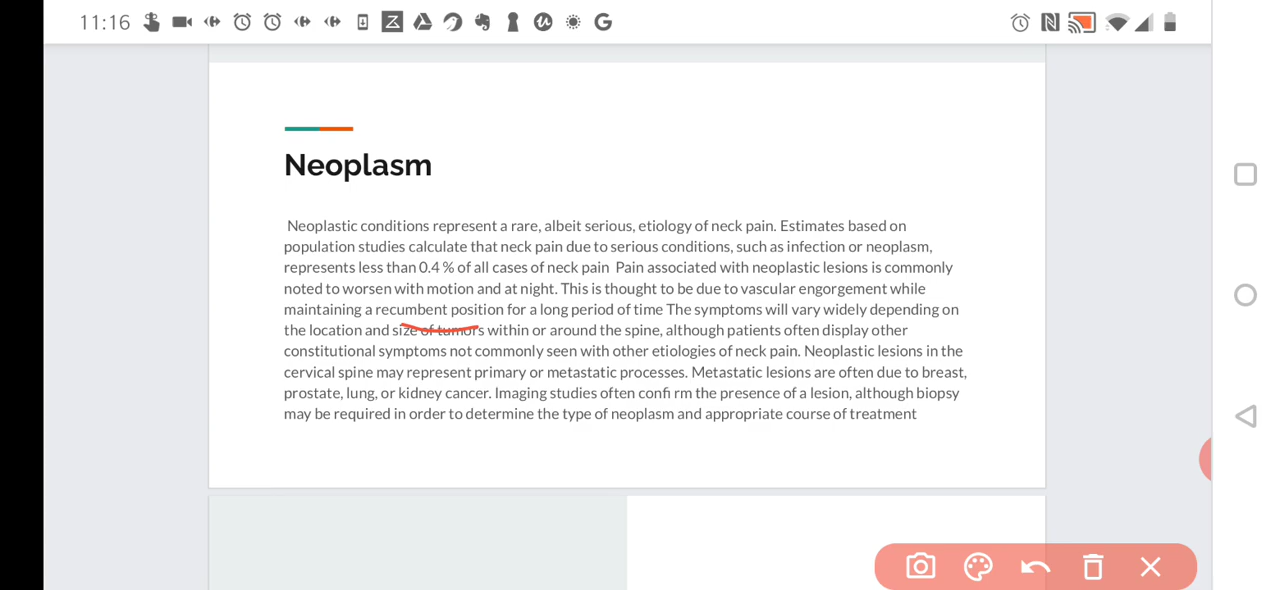 11:16
Neoplasm
Neoplastic conditions represent a rare, albeit serious, etiology of neck pain. Estimates based on
population studies calculate that neck pain due to serious conditions, such as infection or neoplasm,
represents less than 0.4 % of all cases of neck pain Pain associated with neoplastic lesions is commonly
noted to worsen with motion and at night. This is thought to be due to vascular engorgement while
maintaining a recumbent position for a long period of time The symptoms will vary widely depending on
the location and size of tumors within or around the spine, although patients often display other
constitutional symptoms not commonly seen with other etiologies of neck pain. Neoplastic lesions in the
cervical spine may represent primary or metastatic processes. Metastatic lesions are often due to breast,
prostate, lung, or kidney cancer. Imaging studies often confi rm the presence of a lesion, although biopsy
may be required in order to determine the type of neoplasm and appropriate course of treatment